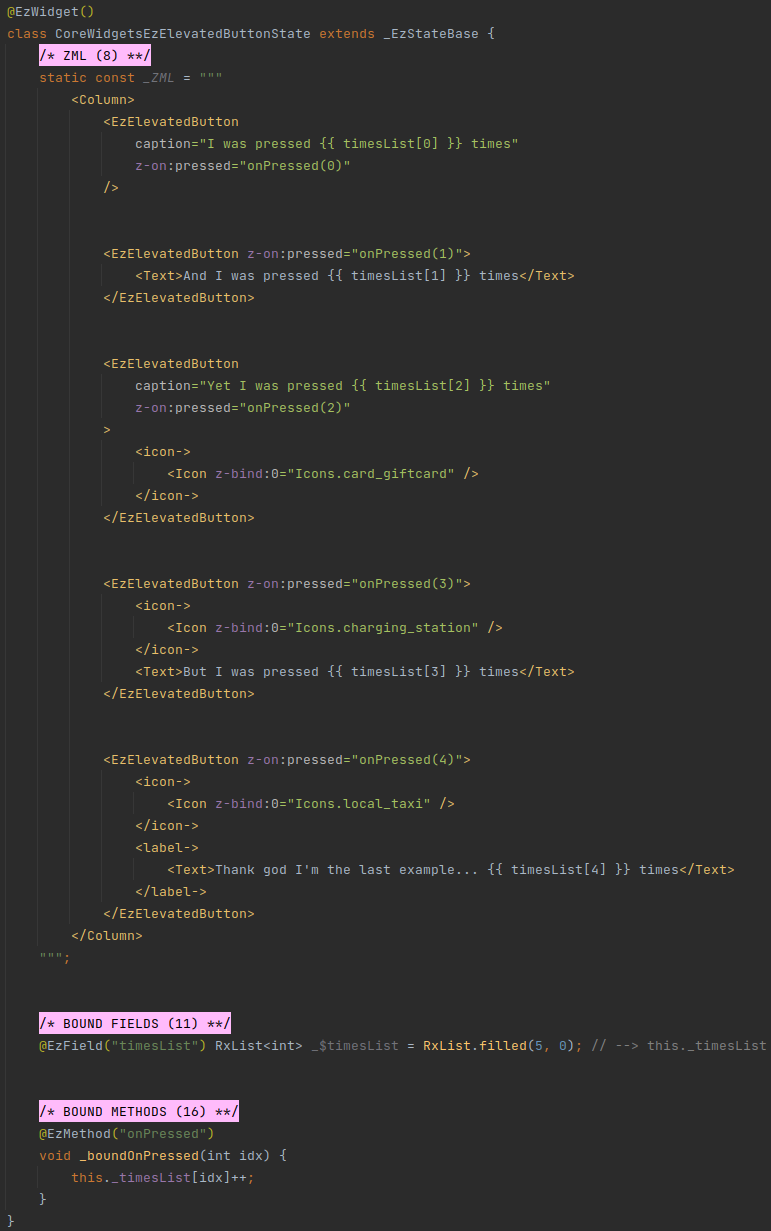 @EzWidget()
class CoreWidgetsEzElevatedButtonState extends _EzStateBase {
/* ZML (8) **/
static const _ZML = """
<Column>
<EzElevatedButton
caption="I was pressed {{ timesList[0] }} times"
z-on:pressed="onPressed(0)"
/>
<EzElevatedButton z-on:pressed="onPressed(1)">
<Text>And I was pressed {{ timesList[1] }} times</Text>
</EzElevatedButton>
<EzElevatedButton
caption="Yet I was pressed {{ timesList[2] }} times"
z-on:pressed="onPressed(2)"
>
<icon->
<Icon z-bind:0="Icons.card_giftcard" />
</icon->
</EzElevatedButton>
<EzElevatedButton z-on:pressed="onPressed(3)">
<icon->
<Icon z-bind:0="Icons.charging_station" />
</icon->
<Text>But I was pressed {{ timesList[3] }} times</Text>
</EzElevatedButton>
<EzElevatedButton z-on:pressed="onPressed(4)">
<icon->
<Icon z-bind:0="Icons.local_taxi" />
</icon->
<label->
<Text>Thank god I'm the last example... {{ timesList[4] }} times</Text>
</label->
</EzElevatedButton>
</Column>
""";
/* BOUND FIELDS (11) **/
@EzField("timesList") RxList<int> _$timesList = RxList.filled(5, 0); // --> this._timesList
/* BOUND METHODS (16) **/
@EzMethod("onPressed")
void _boundOnPressed(int idx) {
this._timesList[idx]++;
}
}